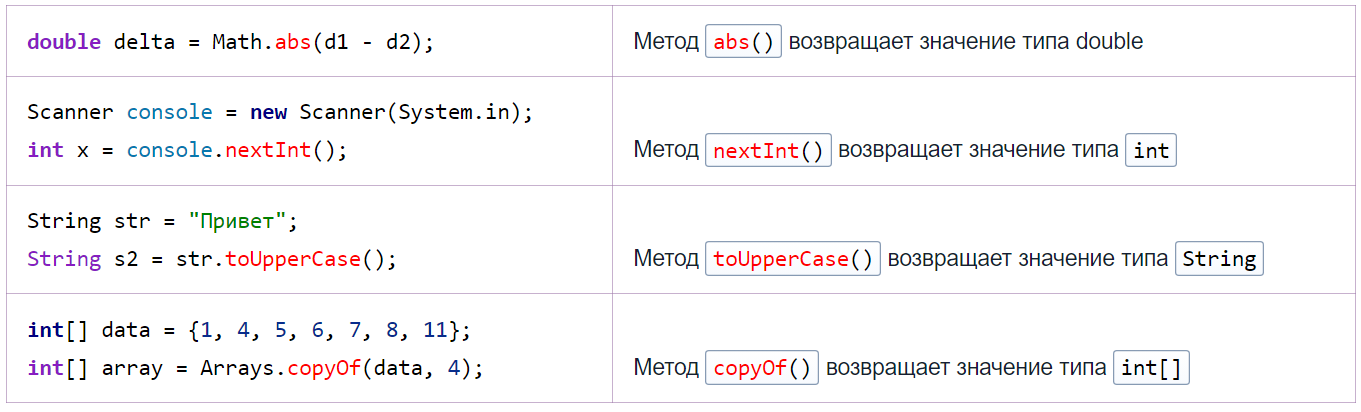 double delta = Math.abs(d1 - d2);
Метод abs() возвращает значение типа double
Scanner console = new Scanner(System.in);
int x = console.nextInt();
Метод nextInt() возвращает значение типа int
String str = "Привет";
String s2 = str.toUpperCase();
Метод toUpperCase() возвращает значение типа String
int[] data = {1, 4, 5, 6, 7, 8, 11};
int[] array = Arrays.copyOf(data, 4);
Метод copyOf() возвращает значение типа int[]